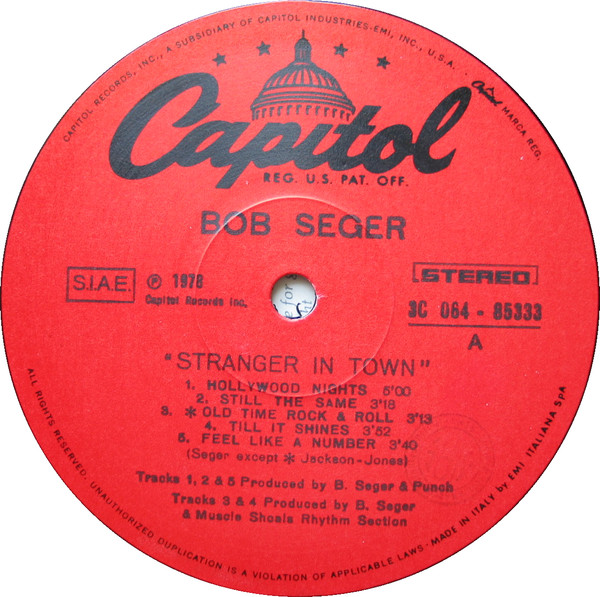 CAPITOL RECORDS, INC., A SUBSIDIARY OF CAPITOL INDUSTRIES-EMI, INC., U.S.A.
Capitol MARCA REG.
Capitol
REG. U.S. PAT. OFF.
BOB SEGER
S.I.A.E.
℗ 1978
Capitol Records Inc.
STEREO
3C 064 - 85333
A
"STRANGER IN TOWN"
1. HOLLYWOOD NIGHTS 5'00
2. STILL THE SAME 3'18
3. * OLD TIME ROCK & ROLL 3'13
4. TILL IT SHINES 3'52
5. FEEL LIKE A NUMBER 3'40
(Seger except * Jackson-Jones)
Tracks 1, 2 & 5 Produced by B. Seger & Punch
Tracks 3 & 4 Produced by B. Seger
& Muscle Shoals Rhythm Section
ALL RIGHTS RESERVED. UNAUTHORIZED DUPLICATION IS A VIOLATION OF APPLICABLE LAWS - MADE IN ITALY by EMI ITALIANA SPA